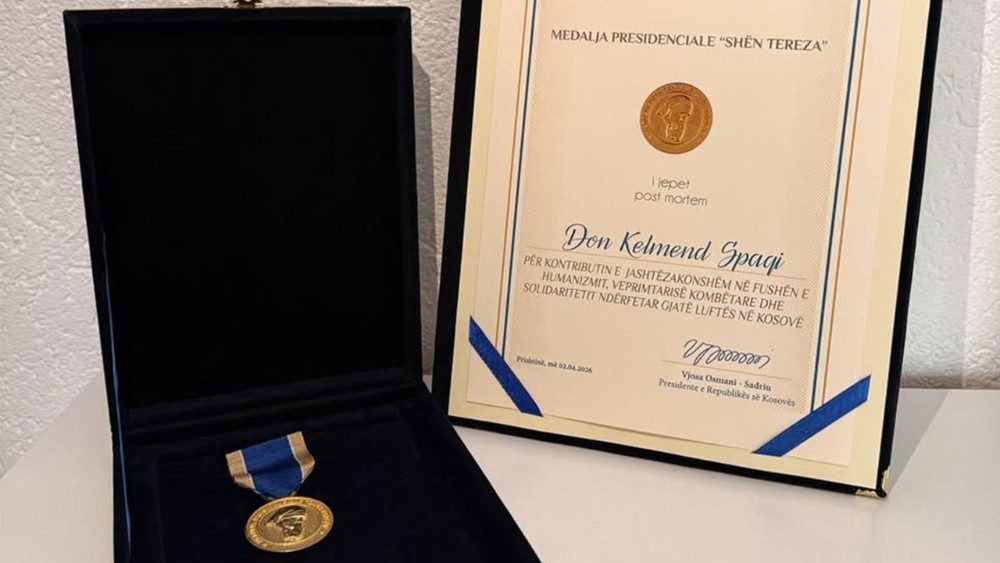 MEDALJA PRESIDENCIALE “SHËN TEREZA”
i jepet
post mortem
Don Kelmend Spaqi
PËR KONTRIBUTIN E JASHTËZAKONSHËM NË FUSHËN E
HUMANIZMIT, VEPRIMTARISË KOMBËTARE DHE
SOLIDARITETIT NDËRFETAR GJATË LUFTËS NË KOSOVË
Prishtinë, më 02.04.2026
Vjosa Osmani - Sadriu
Presidente e Republikës së Kosovës